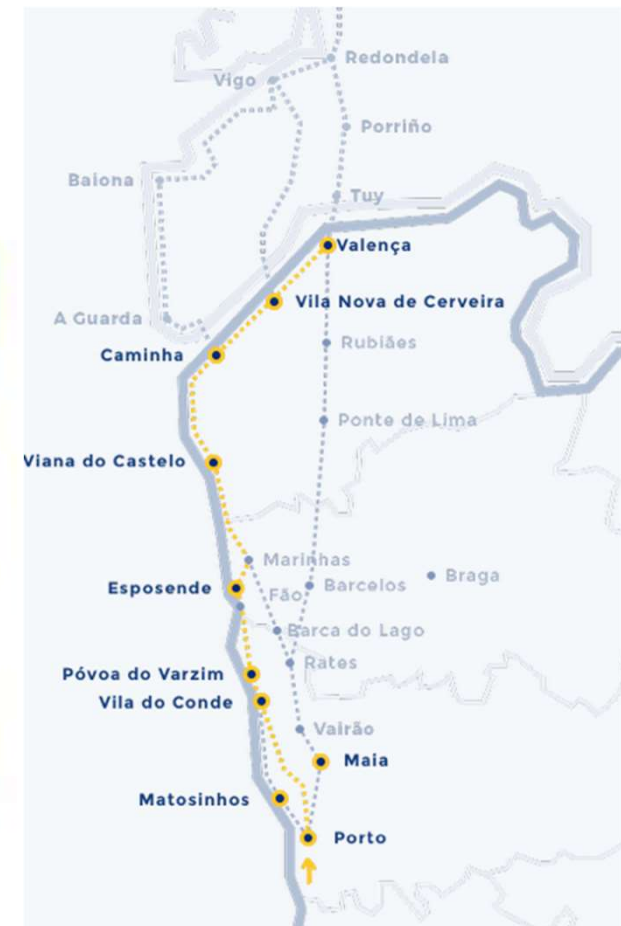 Redondela
Vigo
Porriño
Baiona
Tuy
Valença
Vila Nova de Cerveira
A Guarda
Rubiães
Caminha
Ponte de Lima
Viana do Castelo
Marinhas
Braga
Esposende
Barcelos
Fão
Barca do Lago
Rates
Póvoa do Varzim
Vila do Conde
Vairão
Maia
Matosinhos
Porto